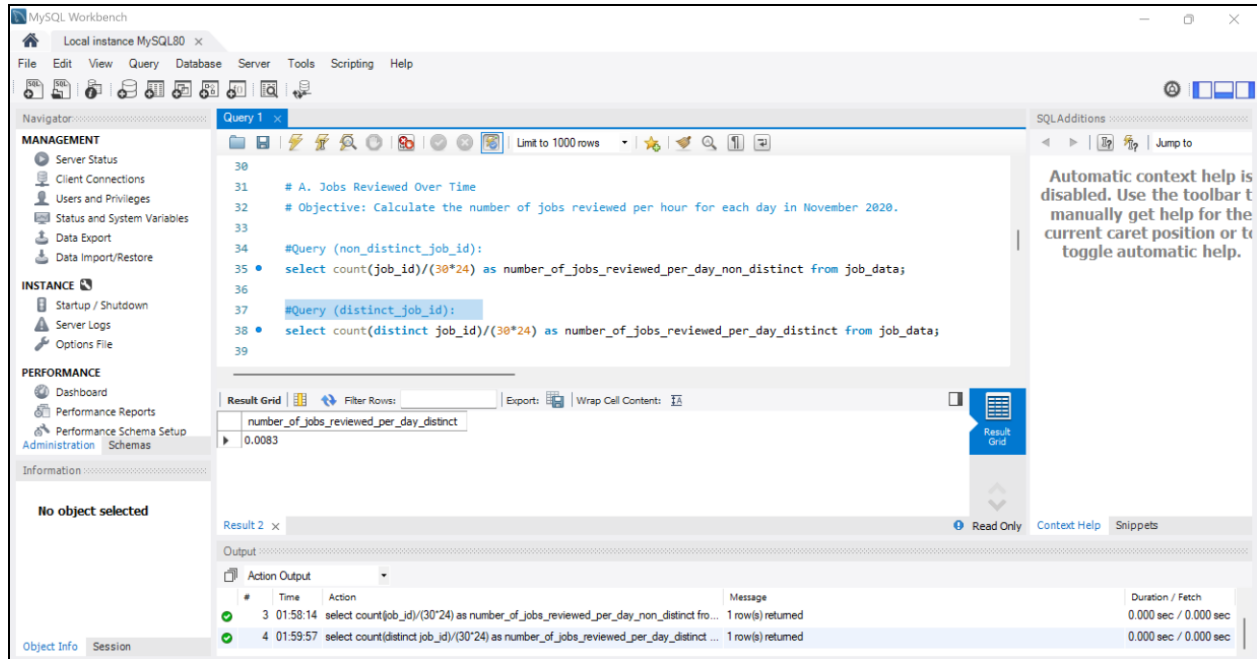 MySQL Workbench
Local instance MySQL80
File Edit View Query Database Server Tools Scripting Help
Navigator
MANAGEMENT
Server Status
Client Connections
Users and Privileges
Status and System Variables
Data Export
Data Import/Restore
INSTANCE
Startup / Shutdown
Server Logs
Options File
PERFORMANCE
Dashboard
Performance Reports
Performance Schema Setup
Administration Schemas
Information
No object selected
Object Info Session
Query 1
Limit to 1000 rows
30
31 # A. Jobs Reviewed Over Time
32 # Objective: Calculate the number of jobs reviewed per hour for each day in November 2020.
33
34 #Query (non_distinct_job_id):
35 select count(job_id)/(30*24) as number_of_jobs_reviewed_per_day_non_distinct from job_data;
36
37 #Query (distinct_job_id):
38 select count(distinct job_id)/(30*24) as number_of_jobs_reviewed_per_day_distinct from job_data;
39
Result Grid Filter Rows: Export: Wrap Cell Content:
number_of_jobs_reviewed_per_day_distinct
0.0083
Result Grid
Result 2 Read Only
Output
Action Output
# Time Action Message Duration / Fetch
3 01:58:14 select count(job_id)/(30*24) as number_of_jobs_reviewed_per_day_non_distinct fro... 1 row(s) returned 0.000 sec / 0.000 sec
4 01:59:57 select count(distinct job_id)/(30*24) as number_of_jobs_reviewed_per_day_distinct ... 1 row(s) returned 0.000 sec / 0.000 sec
SQLAdditions
Jump to
Automatic context help is
disabled. Use the toolbar t
manually get help for the
current caret position or to
toggle automatic help.
Context Help Snippets